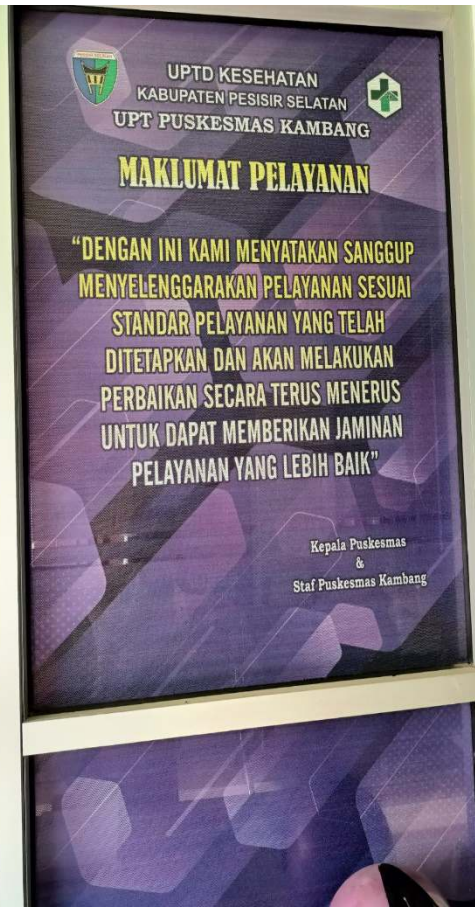 UPTD KESEHATAN
KABUPATEN PESISIR SELATAN
UPT PUSKESMAS KAMBANG
MAKLUMAT PELAYANAN
“DENGAN INI KAMI MENYATAKAN SANGGUP
MENYELENGGARAKAN PELAYANAN SESUAI
STANDAR PELAYANAN YANG TELAH
DITETAPKAN DAN AKAN MELAKUKAN
PERBAIKAN SECARA TERUS MENERUS
UNTUK DAPAT MEMBERIKAN JAMINAN
PELAYANAN YANG LEBIH BAIK”
Kepala Puskesmas
&
Staf Puskesmas Kambang